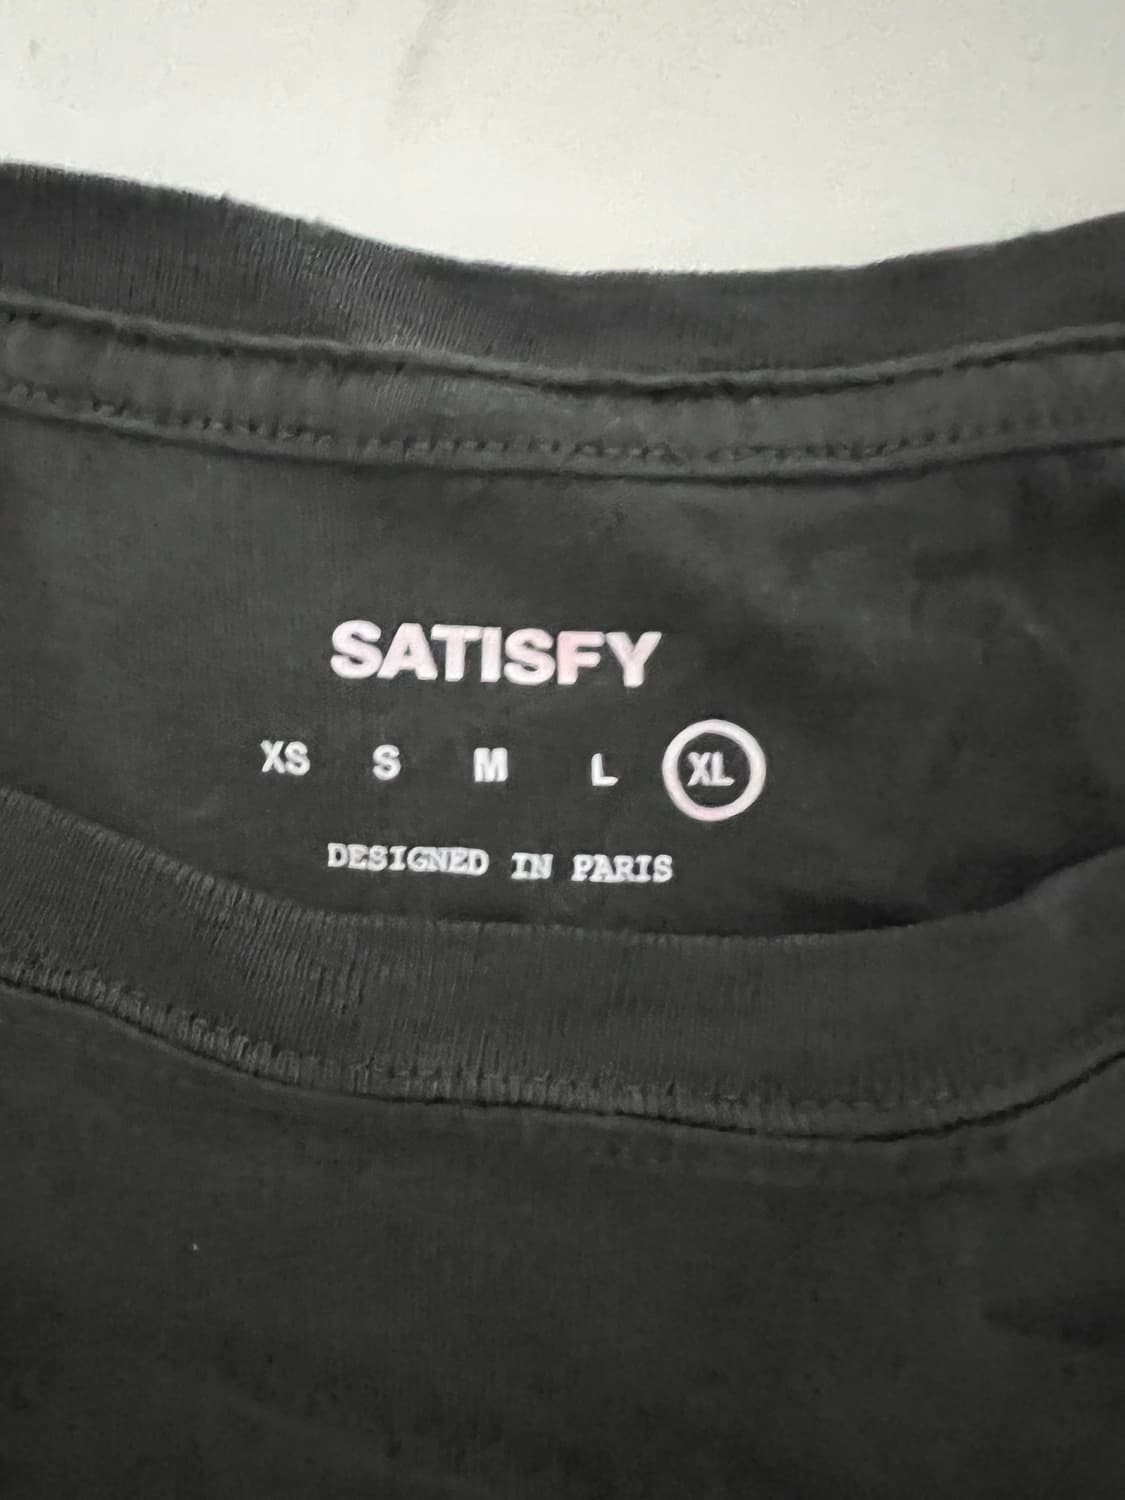 SATISFY
XS S M L XL
DESIGNED IN PARIS